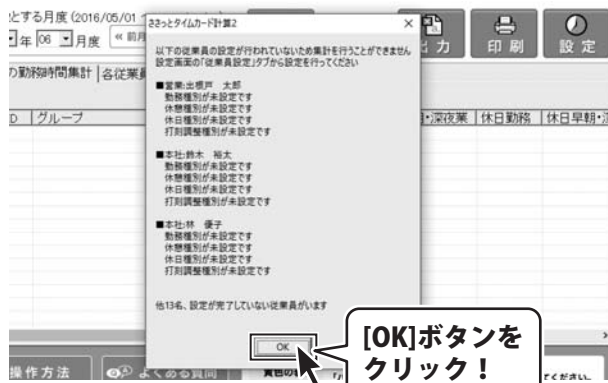 とする月度 (2016/05/01
年 06 月度 << 前月
出力
印刷
設定
の勤務時間集計 各従業員
D グループ
・深夜業 休日勤務 休日早朝・深
ささっとタイムカード計算2
以下の従業員の設定が行われていないため集計を行うことができません
設定画面の「従業員設定」タブから設定を行ってください
■営業:出根戸 太郎
勤務種別が未設定です
休憩種別が未設定です
休日種別が未設定です
打刻調整種別が未設定です
■本社:鈴木 裕太
勤務種別が未設定です
休憩種別が未設定です
休日種別が未設定です
打刻調整種別が未設定です
■本社:林 優子
勤務種別が未設定です
休憩種別が未設定です
休日種別が未設定です
打刻調整種別が未設定です
他13名、設定が完了していない従業員がいます
OK
[OK]ボタンを
クリック!
操作方法
よくある質問
黄色の
てください。